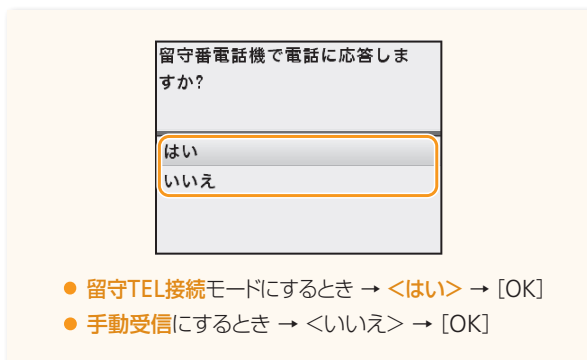 留守番電話機で電話に応答しま
すか?
はい
いいえ
● 留守TEL接続モードにするとき → <はい> → [OK]
● 手動受信にするとき → <いいえ> → [OK]